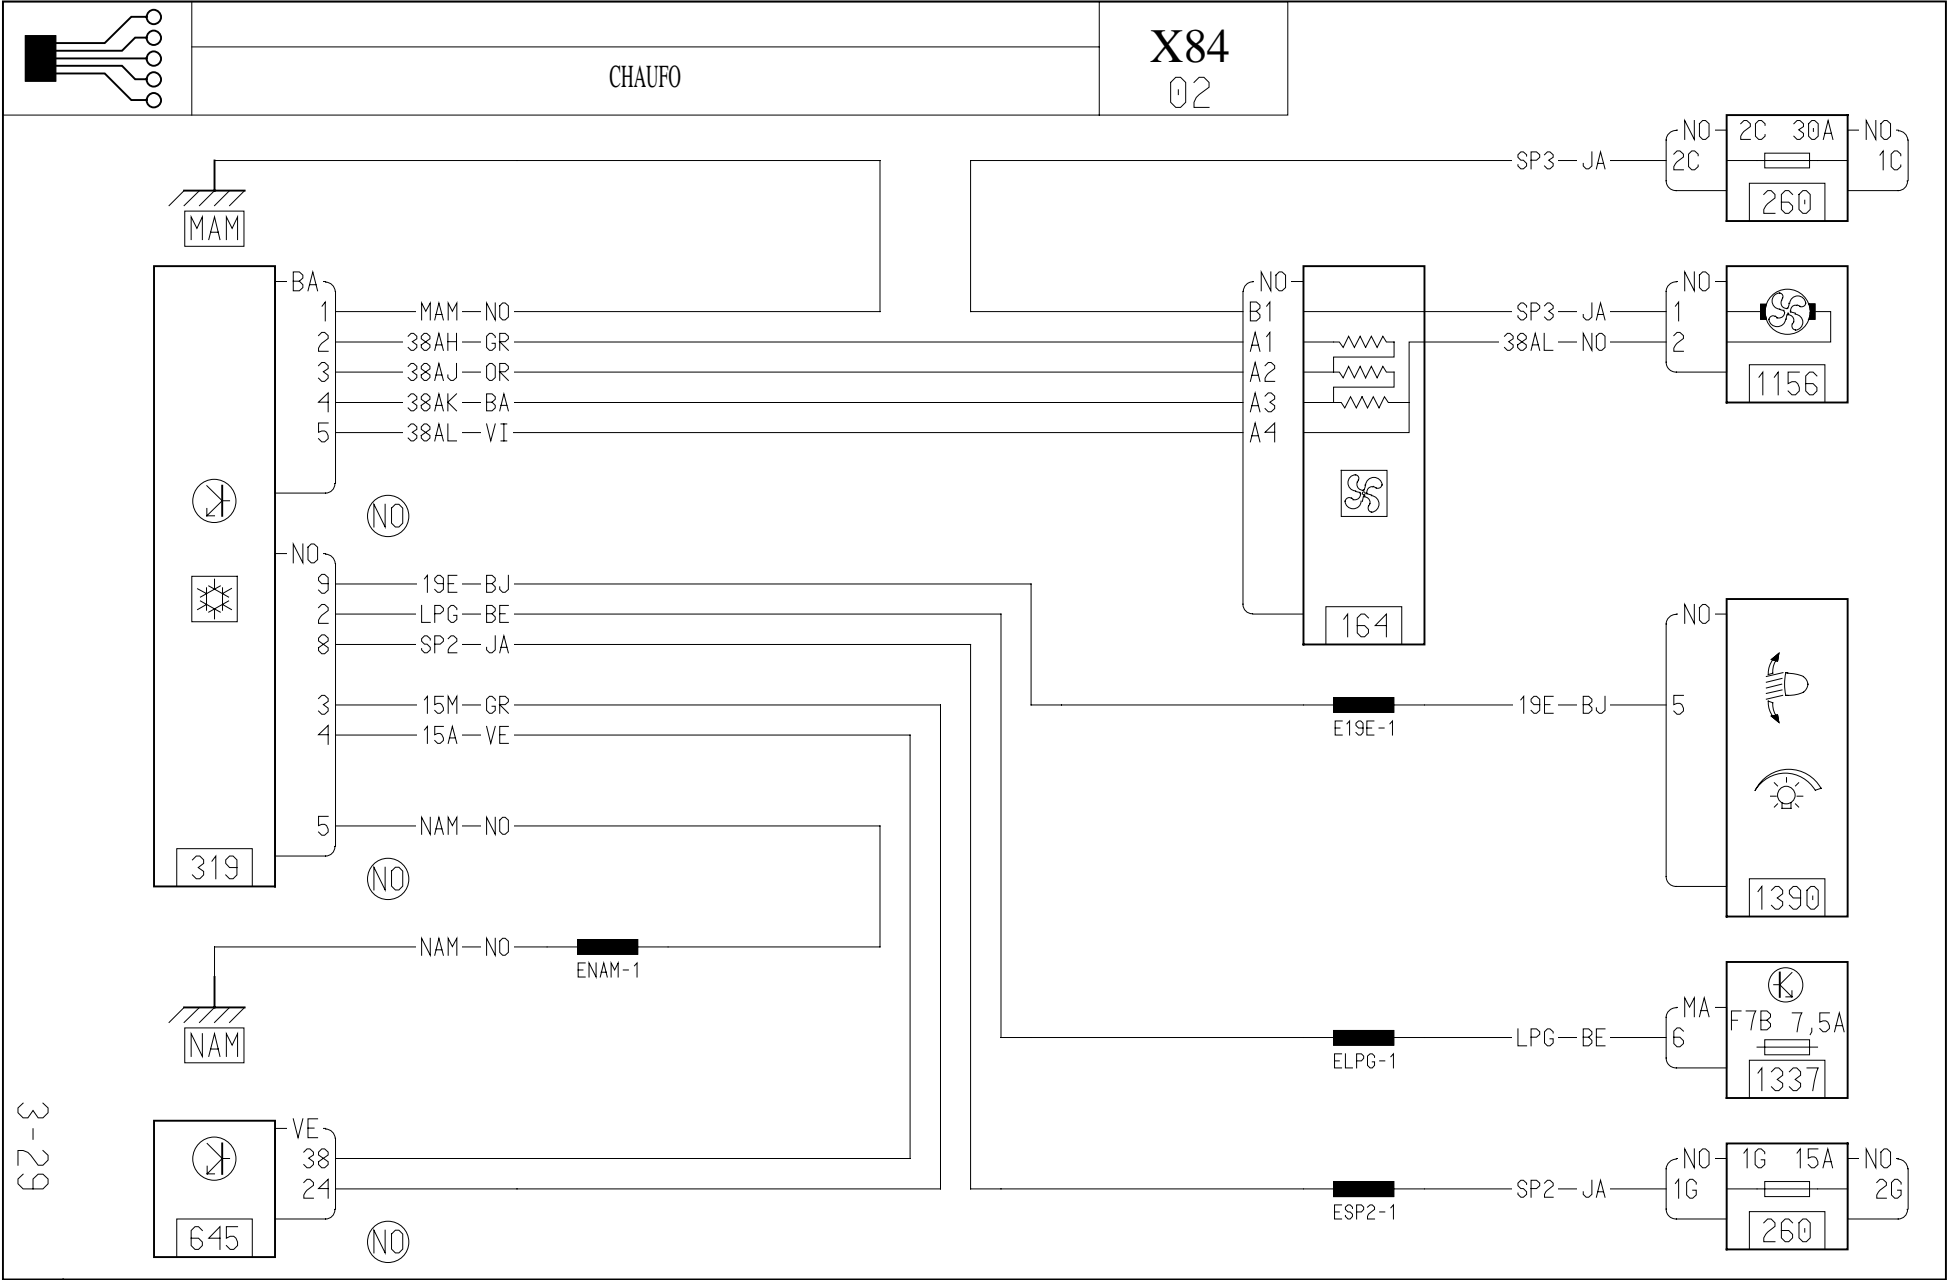 CHAUFO
X84
02
MAM
SP3 JA
NO 2C 30A NO
2C 1C
260
BA
1 MAM NO
2 38AH GR
3 38AJ OR
4 38AK BA
5 38AL VI
NO
NO
B1
A1
A2
A3
A4
164
SP3 JA
38AL NO
NO
1
2
1156
NO
9 19E BJ
2 LPG BE
8 SP2 JA
3 15M GR
4 15A VE
5 NAM NO
319
NO
E19E-1
19E BJ
NO
5
1390
NAM NO
ENAM-1
NAM
ELPG-1
LPG BE
MA
6
F7B 7,5A
1337
VE
38
24
645
NO
ESP2-1
SP2 JA
NO 1G 15A NO
1G 2G
260
3-29